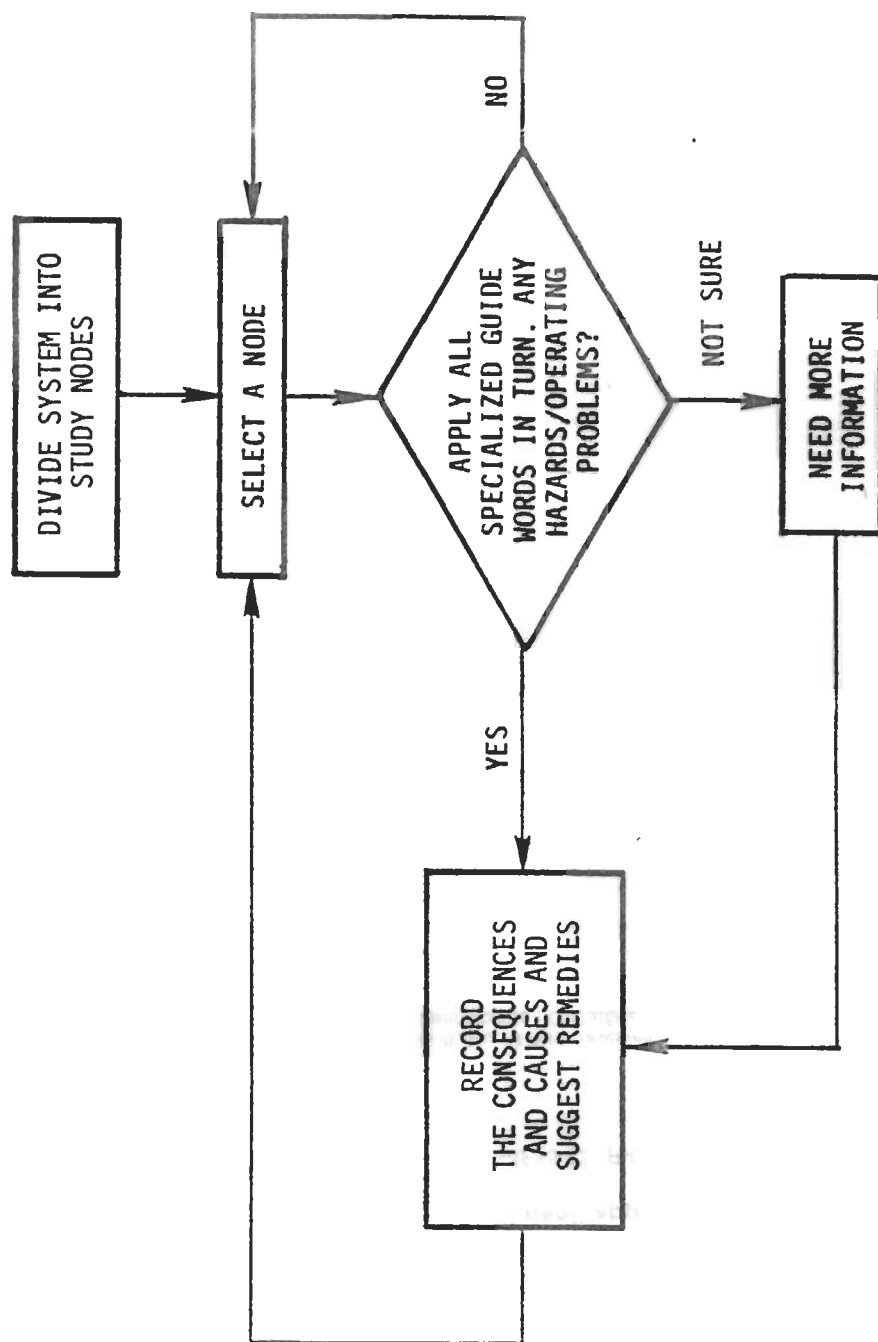 DIVIDE SYSTEM INTO
STUDY NODES
SELECT A NODE
APPLY ALL
SPECIALIZED GUIDE
WORDS IN TURN. ANY
HAZARDS/OPERATING
PROBLEMS?
NO
YES
NOT SURE
RECORD
THE CONSEQUENCES
AND CAUSES AND
SUGGEST REMEDIES
NEED MORE
INFORMATION